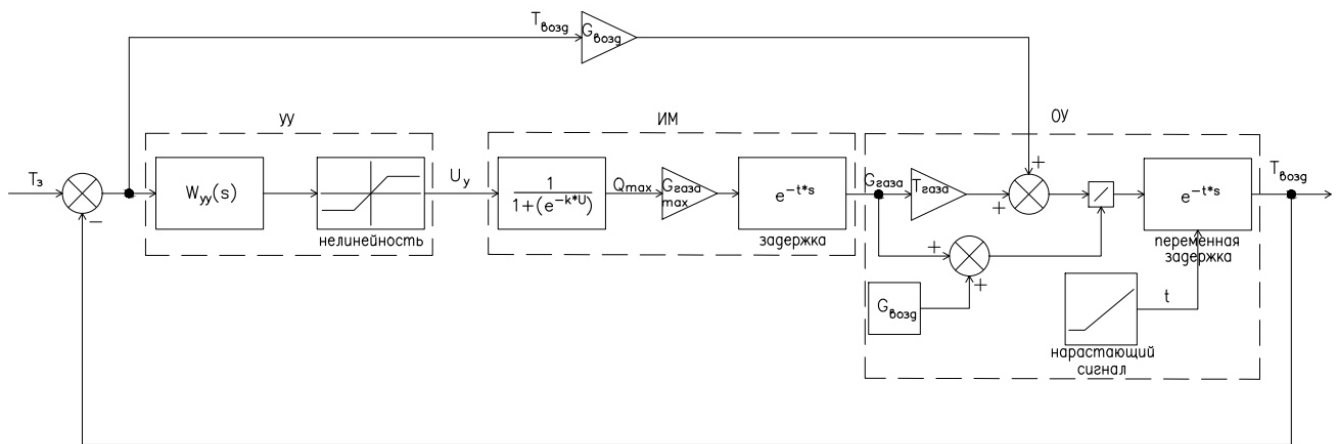 Tвозд
Gвозд
УУ
ИМ
ОУ
Tз
Wуу(s)
Uу
1
1+(e^-k*U)
Qmax
Gгаза
max
e^-t*s
Gгаза
Tгаза
+
+
/
e^-t*s
Tвозд
−
нелинейность
задержка
+
+
переменная
задержка
Gвозд
t
нарастающий
сигнал